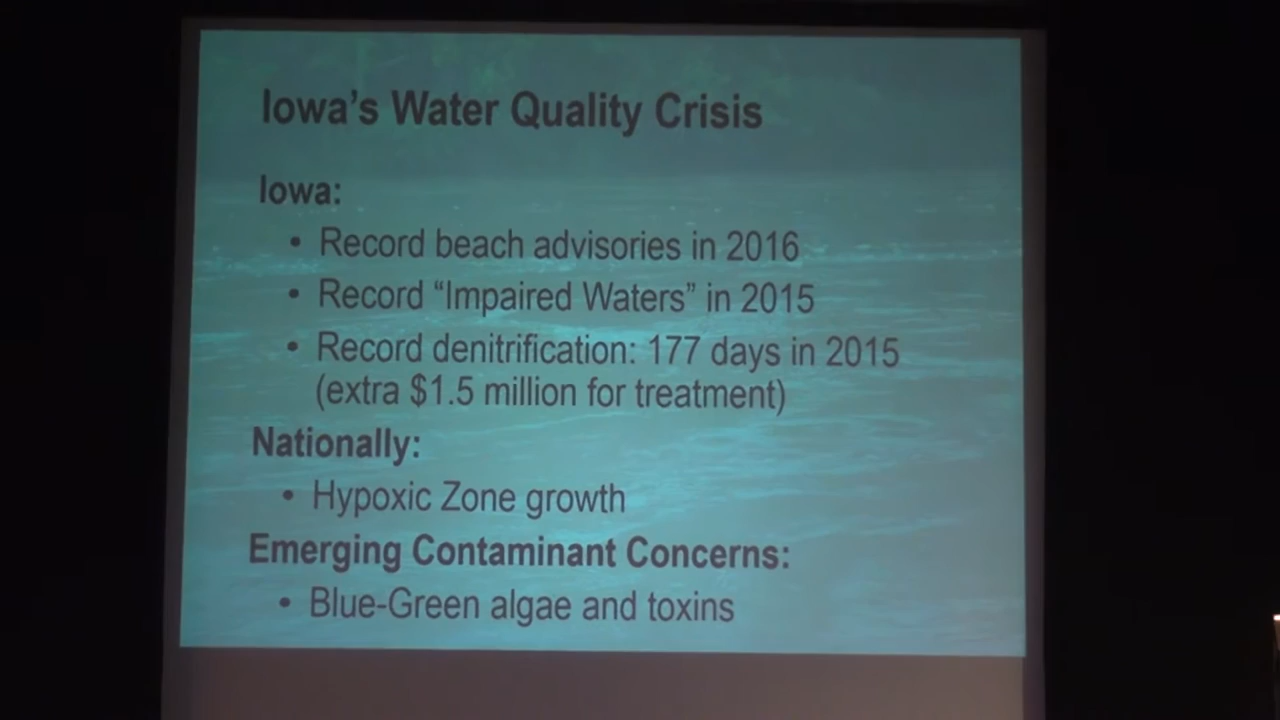 Iowa's Water Quality Crisis
Iowa:
• Record beach advisories in 2016
• Record “Impaired Waters” in 2015
• Record denitrification: 177 days in 2015
(extra $1.5 million for treatment)
Nationally:
• Hypoxic Zone growth
Emerging Contaminant Concerns:
• Blue-Green algae and toxins